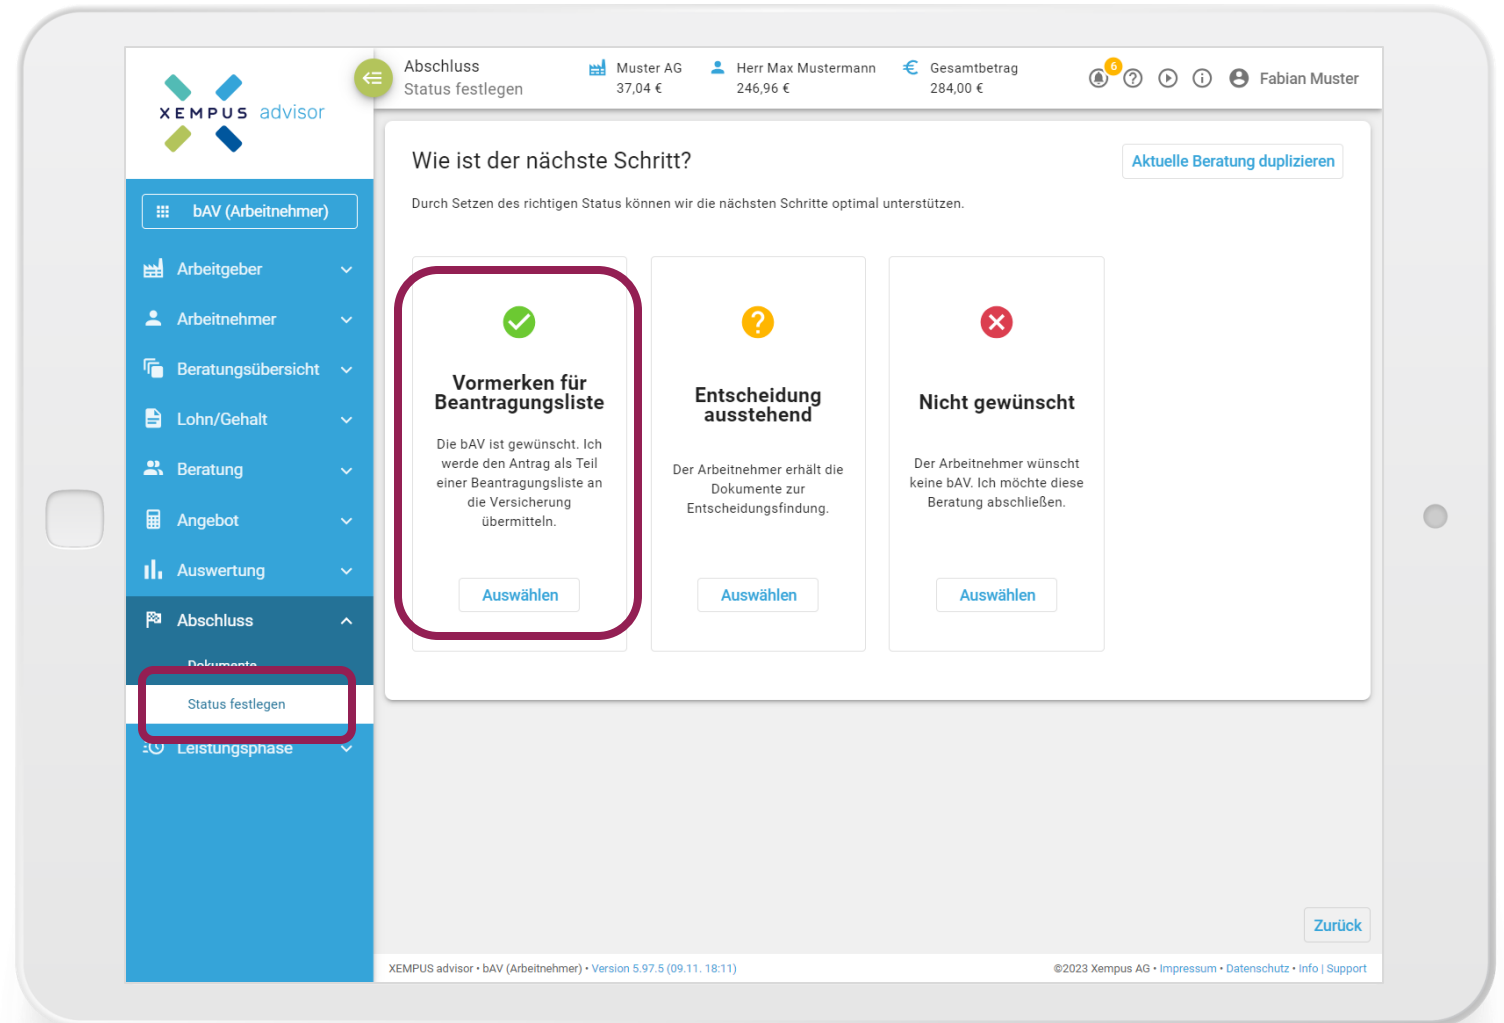 XEMPUS advisor
Abschluss
Status festlegen
Muster AG
37,04 €
Herr Max Mustermann
246,96 €
€ Gesamtbetrag
284,00 €
6
Fabian Muster
bAV (Arbeitnehmer)
Arbeitgeber
Arbeitnehmer
Beratungsübersicht
Lohn/Gehalt
Beratung
Angebot
Auswertung
Abschluss
Dokumente
Status festlegen
Leistungsphase
Wie ist der nächste Schritt?
Aktuelle Beratung duplizieren
Durch Setzen des richtigen Status können wir die nächsten Schritte optimal unterstützen.
Vormerken für
Beantragungsliste
Die bAV ist gewünscht. Ich
werde den Antrag als Teil
einer Beantragungsliste an
die Versicherung
übermitteln.
Auswählen
?
Entscheidung
ausstehend
Der Arbeitnehmer erhält die
Dokumente zur
Entscheidungsfindung.
Auswählen
Nicht gewünscht
Der Arbeitnehmer wünscht
keine bAV. Ich möchte diese
Beratung abschließen.
Auswählen
Zurück
XEMPUS advisor • bAV (Arbeitnehmer) • Version 5.97.5 (09.11. 18:11)
©2023 Xempus AG • Impressum • Datenschutz • Info | Support